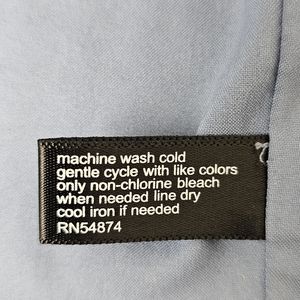 machine wash cold
gentle cycle with like colors
only non-chlorine bleach
when needed line dry
cool iron if needed
RN54874